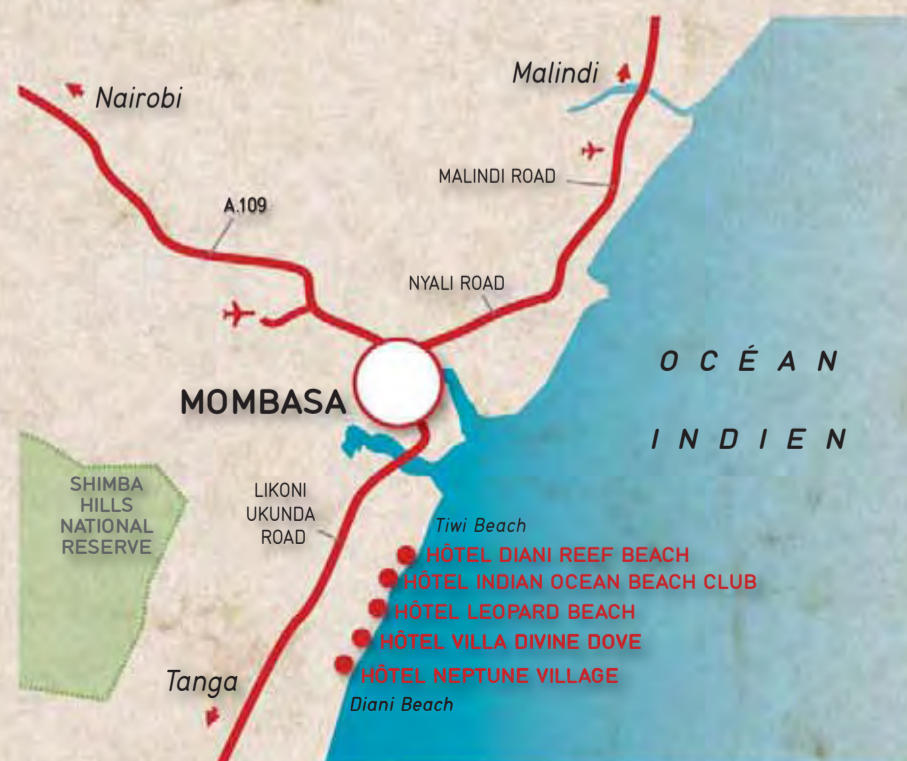 Malindi
Nairobi
MALINDI ROAD
A.109
NYALI ROAD
OCÉAN
INDIEN
MOMBASA
SHIMBA
HILLS
NATIONAL
RESERVE
LIKONI
UKUNDA
ROAD
Tiwi Beach
HÔTEL DIANI REEF BEACH
HÔTEL INDIAN OCEAN BEACH CLUB
HÔTEL LEOPARD BEACH
HÔTEL VILLA DIVINE DOVE
HÔTEL NEPTUNE VILLAGE
Tanga
Diani Beach